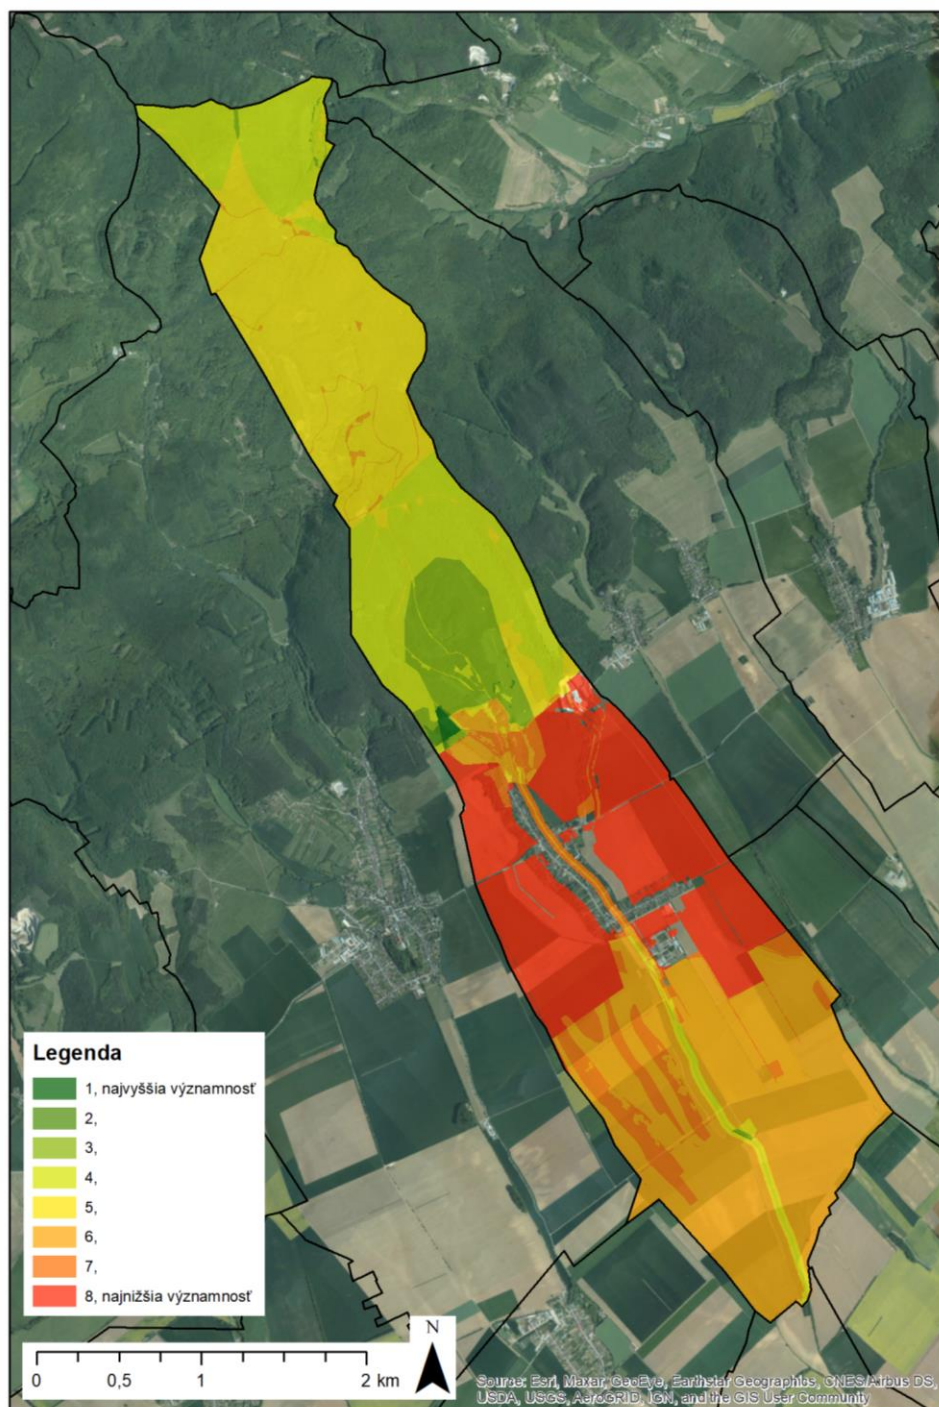 Legenda
1, najvyššia významnosť
2,
3,
4,
5,
6,
7,
8, najnižšia významnosť
N
0 0,5 1 2 km
Source: Esri, Maxar, GeoEye, Earthstar Geographics, CNES/Airbus DS,
USDA, USGS, AeroGRID, IGN, and the GIS User Community